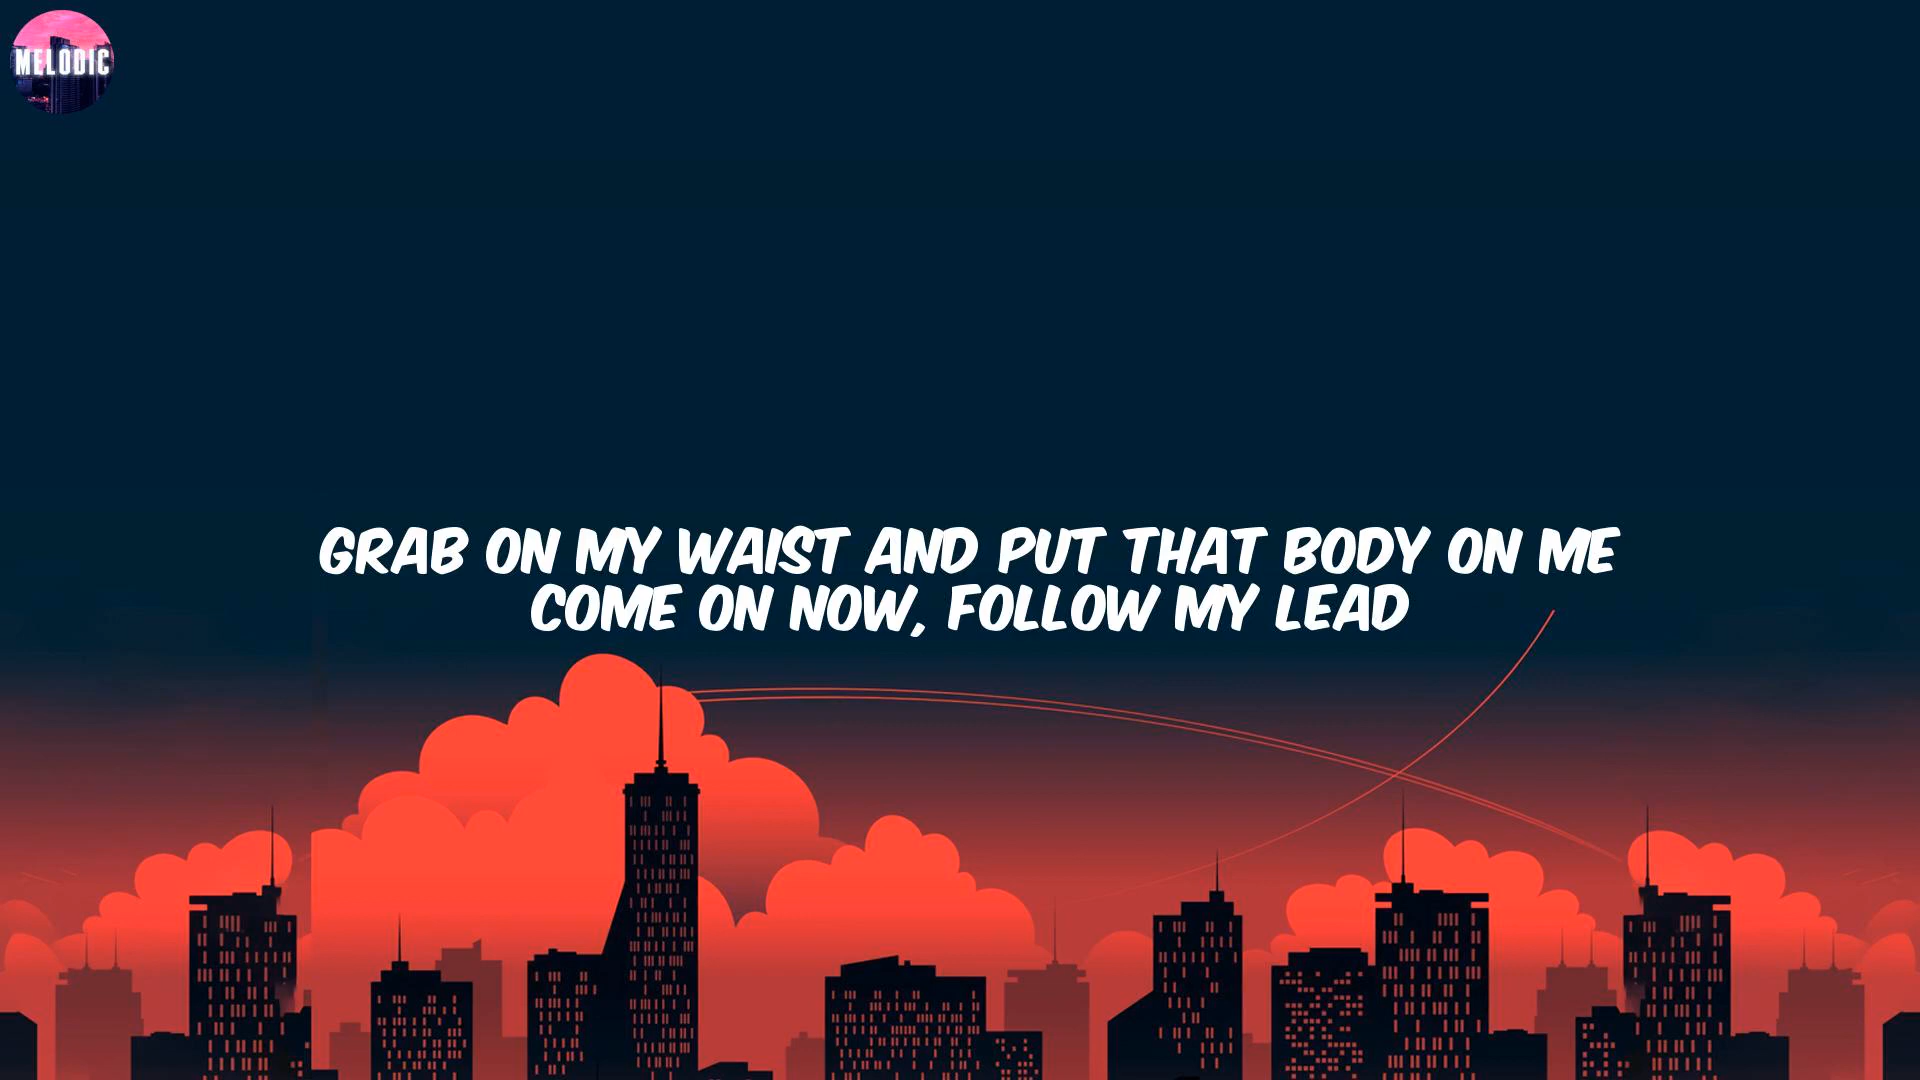 MELODIC
GRAB ON MY WAIST AND PUT THAT BODY ON ME
COME ON NOW, FOLLOW MY LEAD